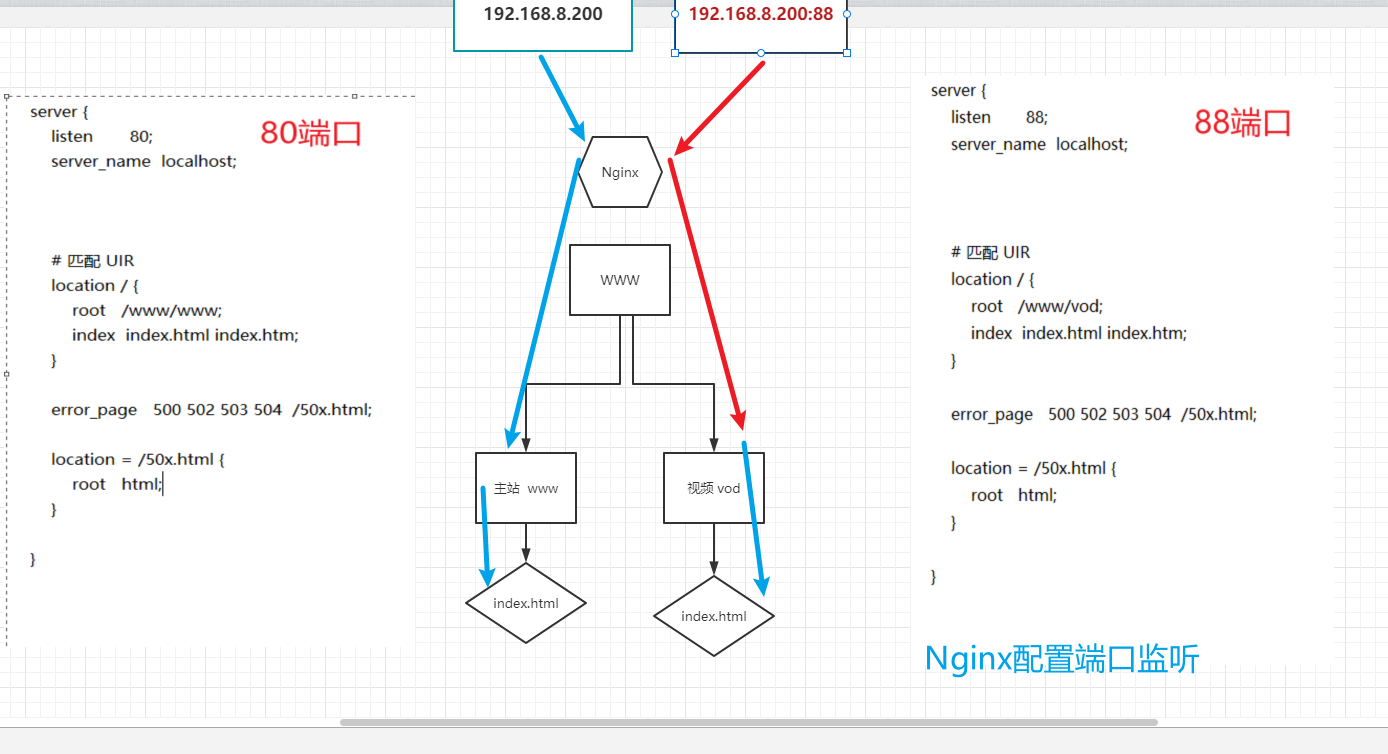 192.168.8.200
192.168.8.200:88
server {
listen 80;
server_name localhost;
80端口
# 匹配 UIR
location / {
root /www/www;
index index.html index.htm;
}
error_page 500 502 503 504 /50x.html;
location = /50x.html {
root html;
}
}
Nginx
WWW
主站 www
视频 vod
index.html
index.html
server {
listen 88;
server_name localhost;
88端口
# 匹配 UIR
location / {
root /www/vod;
index index.html index.htm;
}
error_page 500 502 503 504 /50x.html;
location = /50x.html {
root html;
}
}
Nginx配置端口监听